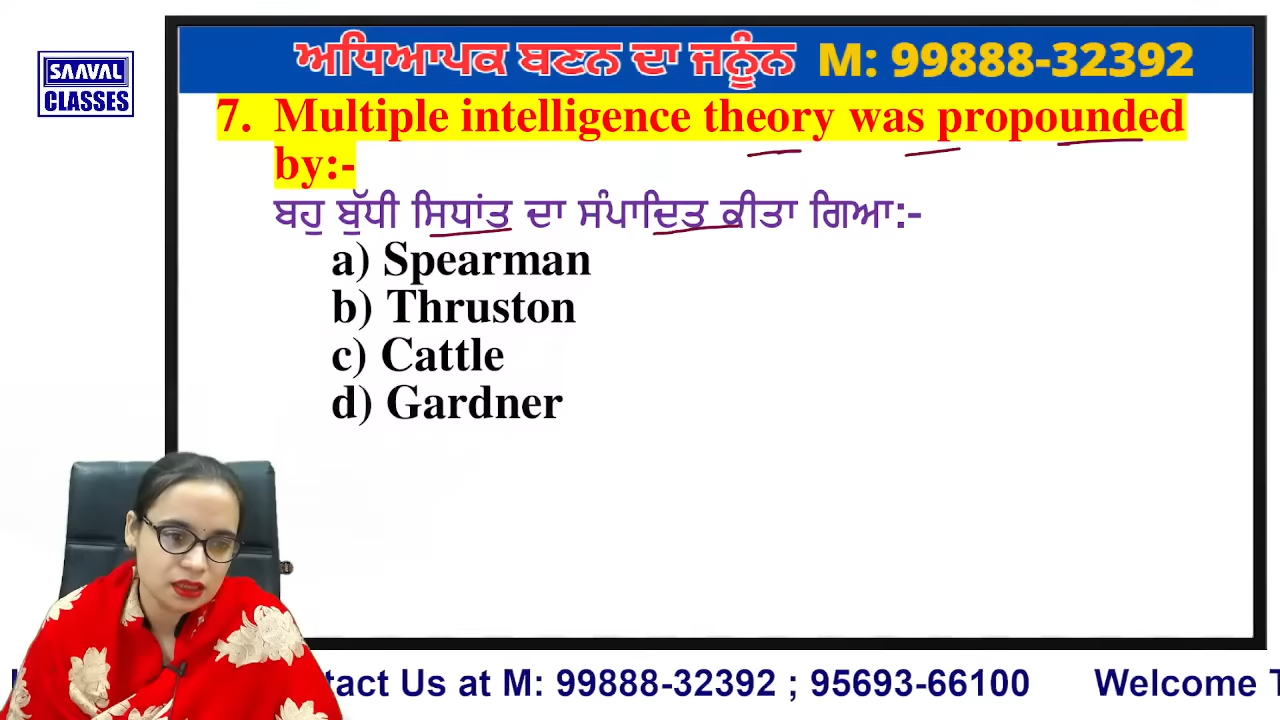 ਅਧਿਆਪਕ ਬਣਨ ਦਾ ਜਨੂੰਨ M: 99888-32392
SAAVAL
CLASSES
7. Multiple intelligence theory was propounded
by:-
ਬਹੁ ਬੁੱਧੀ ਸਿਧਾਂਤ ਦਾ ਸੰਪਾਦਿਤ ਕੀਤਾ ਗਿਆ:-
a) Spearman
b) Thruston
c) Cattle
d) Gardner
tact Us at M: 99888-32392 ; 95693-66100 Welcome T